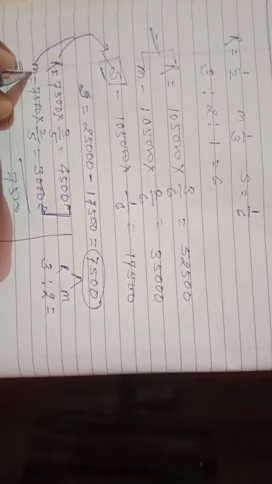 k = 1/2 m 1/3 S = 1/6
3 : 2 : 1 = 6
k = 105000 x 3/6 = 52500
m - 105000 x 2/6 = 35000
S - 105000 x 1/6 = 17500
S = 25000 - 17500 = 7500
k m
3 : 2 =
k = 7500 x 3/5 = 4500
m = 7500 x 2/5 = 3000
7500